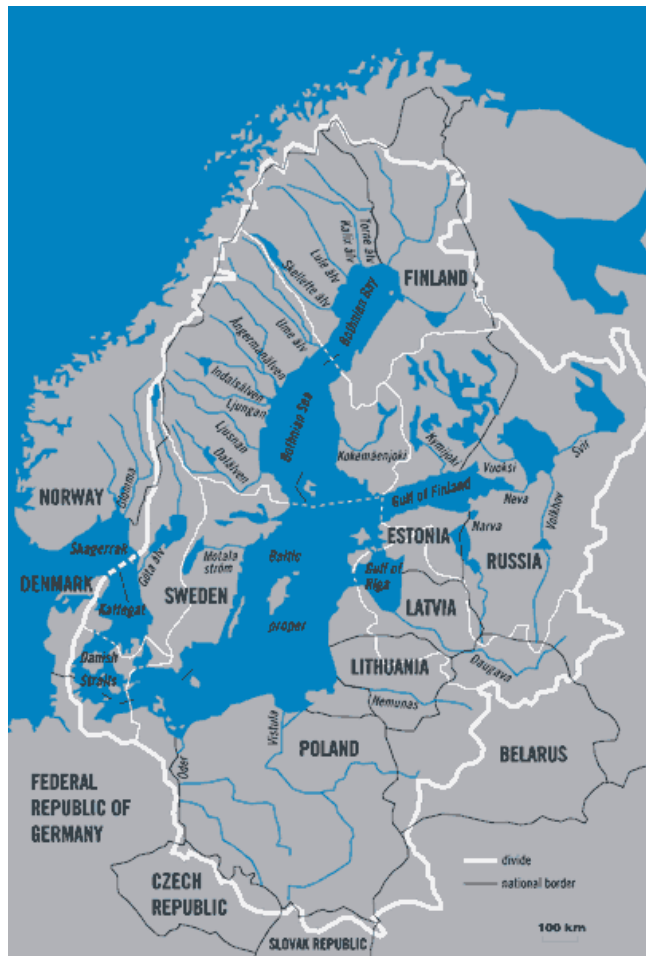 Torne älv
Kalix älv
Lule älv
Skellefte älv
FINLAND
Bothnian Bay
Ume älv
Ångermanälven
Indalsälven
Ljungan
Bothnian Sea
Ljusnan
Dalälven
Kokemäenjoki
Kymijoki
Vuoksi
Svir
NORWAY
Glomma
Gulf of Finland
Neva
Volkhov
Skagerrak
Göta älv
Motala
ström
Baltic
proper
ESTONIA
Narva
RUSSIA
DENMARK
Kattegat
SWEDEN
Gulf of
Riga
LATVIA
Danish
Straits
LITHUANIA
Daugava
Nemunas
Oder
Vistula
POLAND
BELARUS
FEDERAL
REPUBLIC OF
GERMANY
divide
national border
CZECH
REPUBLIC
SLOVAK REPUBLIC
100 km